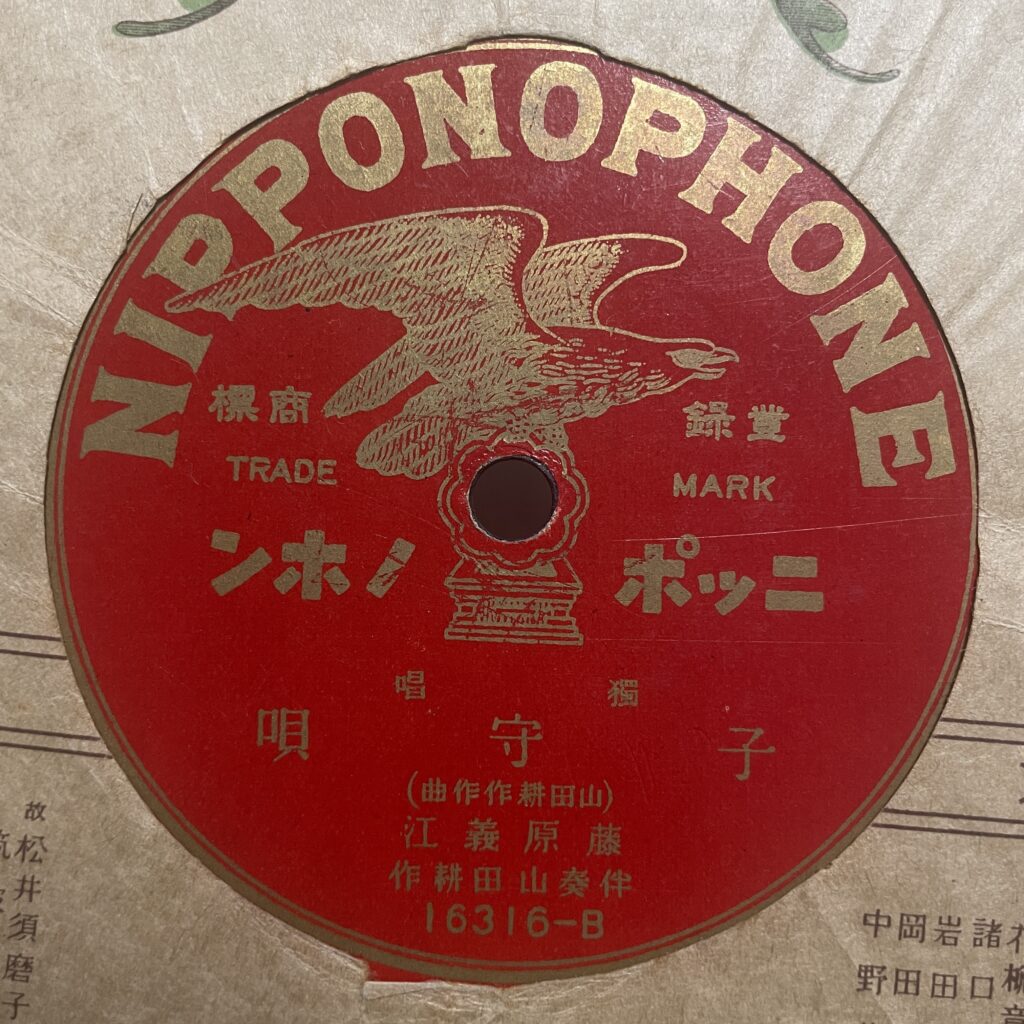 NIPPONOPHONE
登録 商標
TRADE MARK
ニッポノホン
獨唱
子守唄
(山田耕作作曲)
藤原義江
伴奏山田耕作
16316-B
諸口
岩田
岡田
中野
故松井須磨子